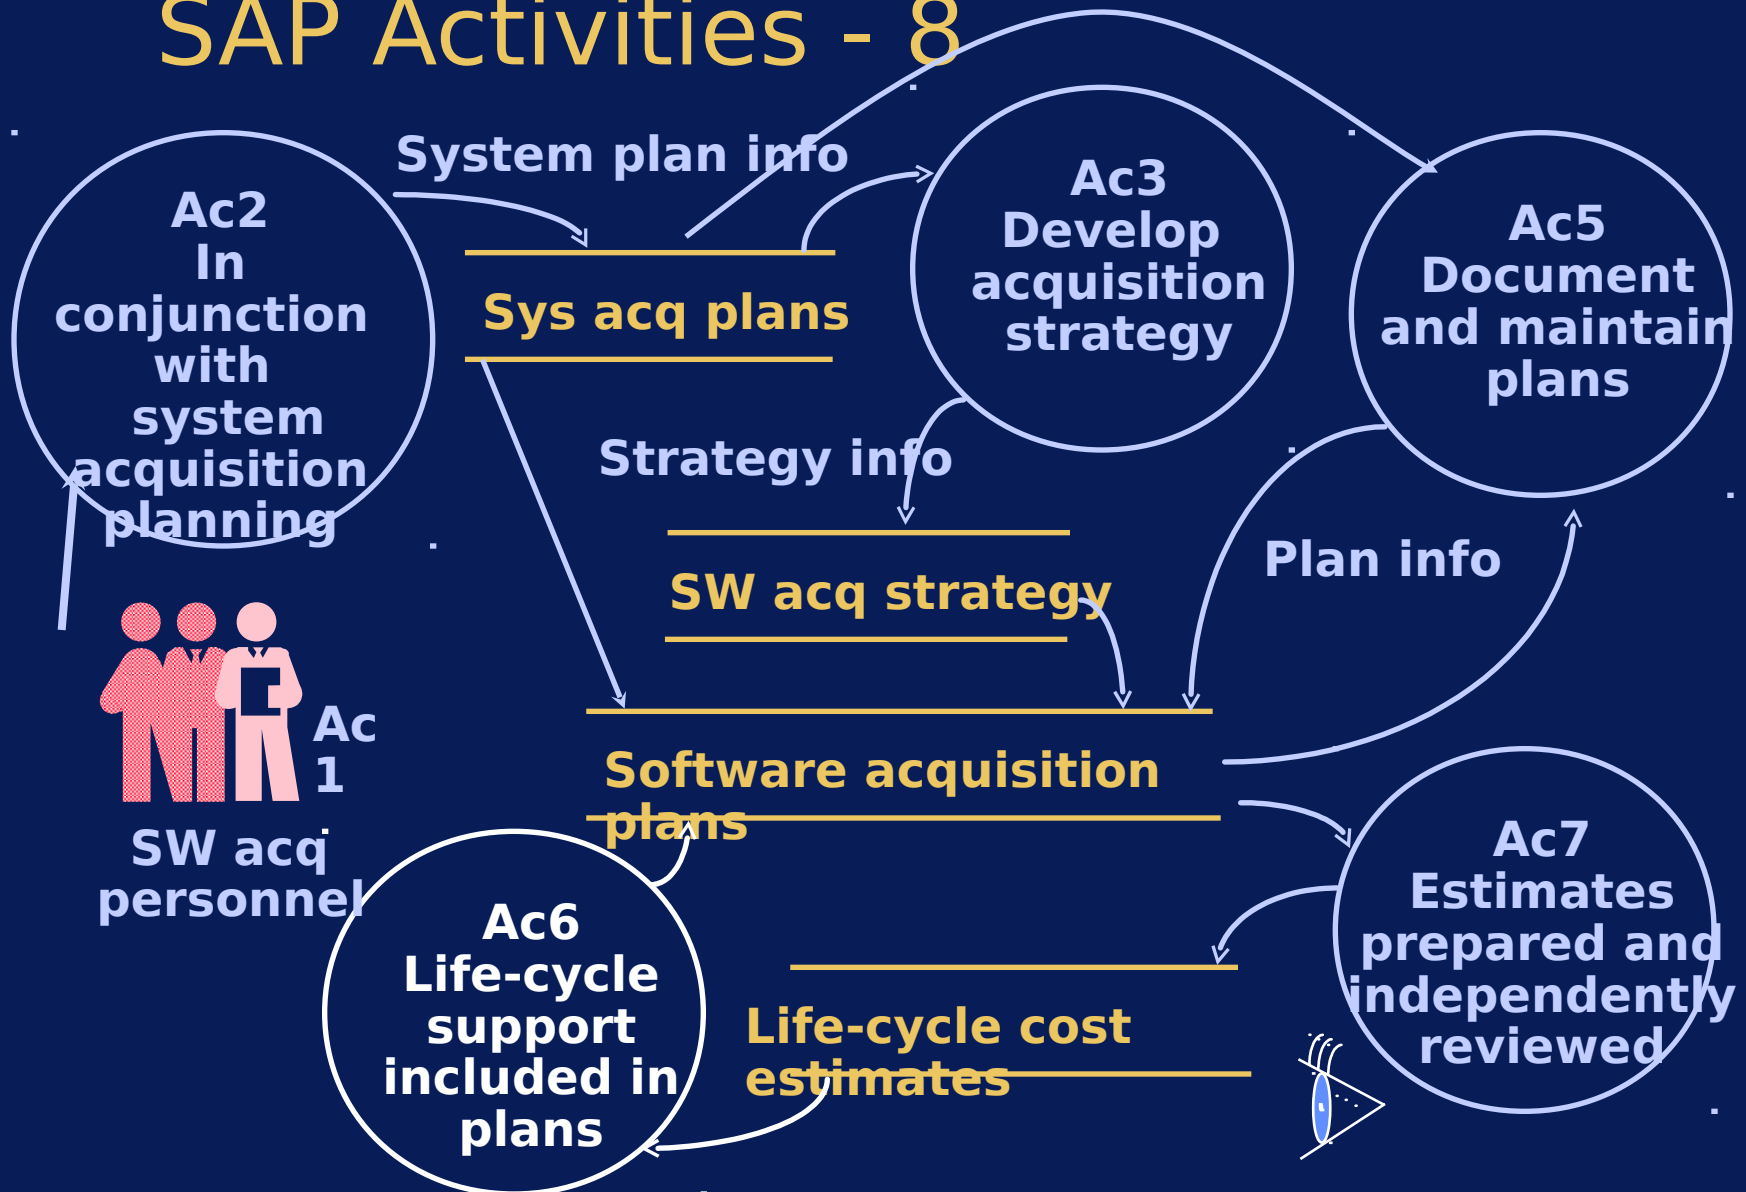 SAP Activities - 8
System plan info
Ac2
In
conjunction
with
system
acquisition
planning
Sys acq plans
Ac3
Develop
acquisition
strategy
Ac5
Document
and maintain
plans
Strategy info
SW acq strategy
Plan info
Ac
1
SW acq
personnel
Software acquisition
plans
Ac6
Life-cycle
support
included in
plans
Life-cycle cost
estimates
Ac7
Estimates
prepared and
independently
reviewed